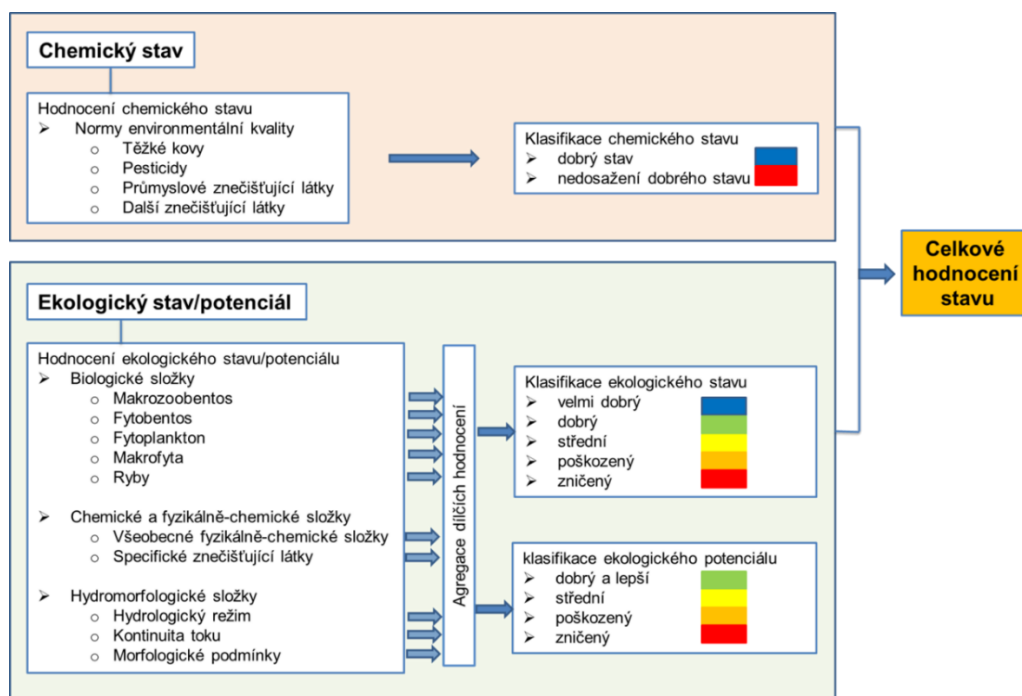 Chemický stav
Hodnocení chemického stavu
➢ Normy environmentální kvality
o Těžké kovy
o Pesticidy
o Průmyslové znečišťující látky
o Další znečišťující látky
Klasifikace chemického stavu
➢ dobrý stav
➢ nedosažení dobrého stavu
Celkové
hodnocení
stavu
Ekologický stav/potenciál
Hodnocení ekologického stavu/potenciálu
➢ Biologické složky
o Makrozoobentos
o Fytobentos
o Fytoplankton
o Makrofyta
o Ryby
➢ Chemické a fyzikálně-chemické složky
o Všeobecné fyzikálně-chemické složky
o Specifické znečišťující látky
➢ Hydromorfologické složky
o Hydrologický režim
o Kontinuita toku
o Morfologické podmínky
Agregace dílčích hodnocení
Klasifikace ekologického stavu
➢ velmi dobrý
➢ dobrý
➢ střední
➢ poškozený
➢ zničený
klasifikace ekologického potenciálu
➢ dobrý a lepší
➢ střední
➢ poškozený
➢ zničený